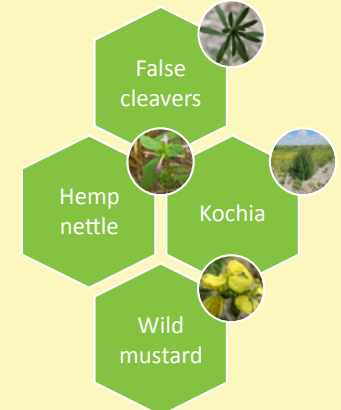 False
cleavers
Hemp
nettle
Kochia
Wild
mustard